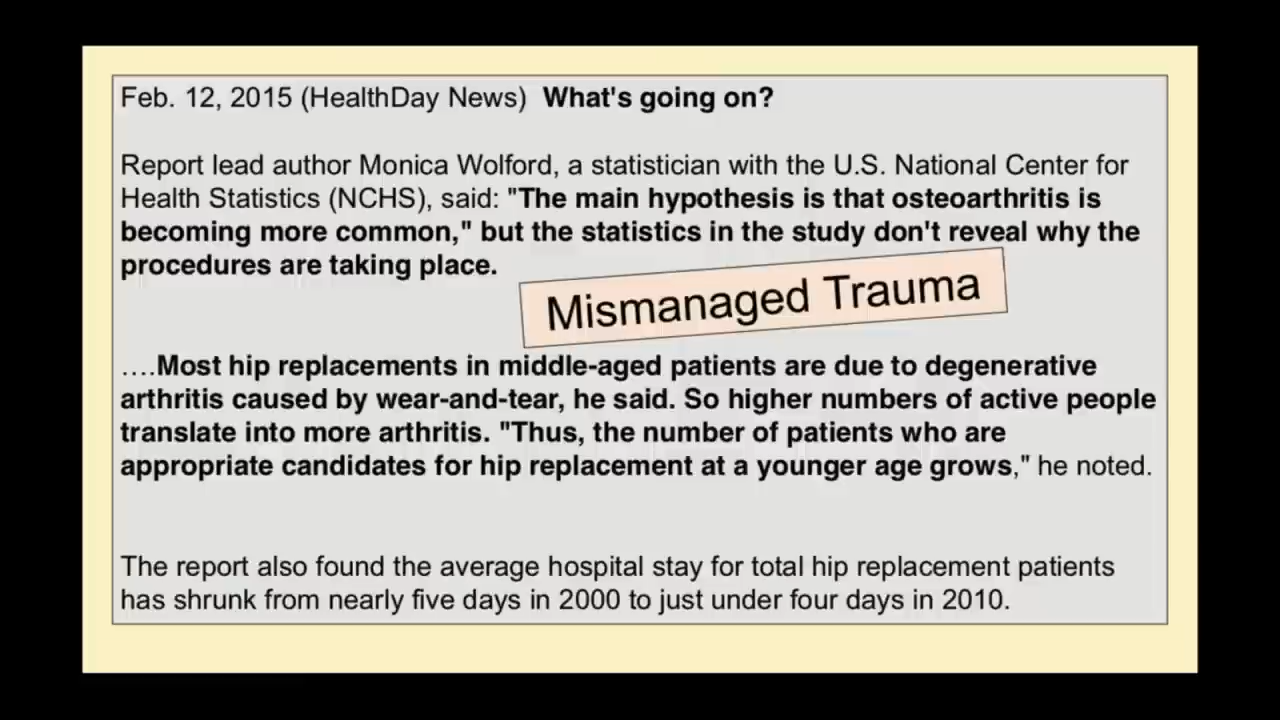 Feb. 12, 2015 (HealthDay News)  What's going on?
Report lead author Monica Wolford, a statistician with the U.S. National Center for
Health Statistics (NCHS), said: "The main hypothesis is that osteoarthritis is
becoming more common," but the statistics in the study don't reveal why the
procedures are taking place.
Mismanaged Trauma
….Most hip replacements in middle-aged patients are due to degenerative
arthritis caused by wear-and-tear, he said. So higher numbers of active people
translate into more arthritis. "Thus, the number of patients who are
appropriate candidates for hip replacement at a younger age grows," he noted.
The report also found the average hospital stay for total hip replacement patients
has shrunk from nearly five days in 2000 to just under four days in 2010.